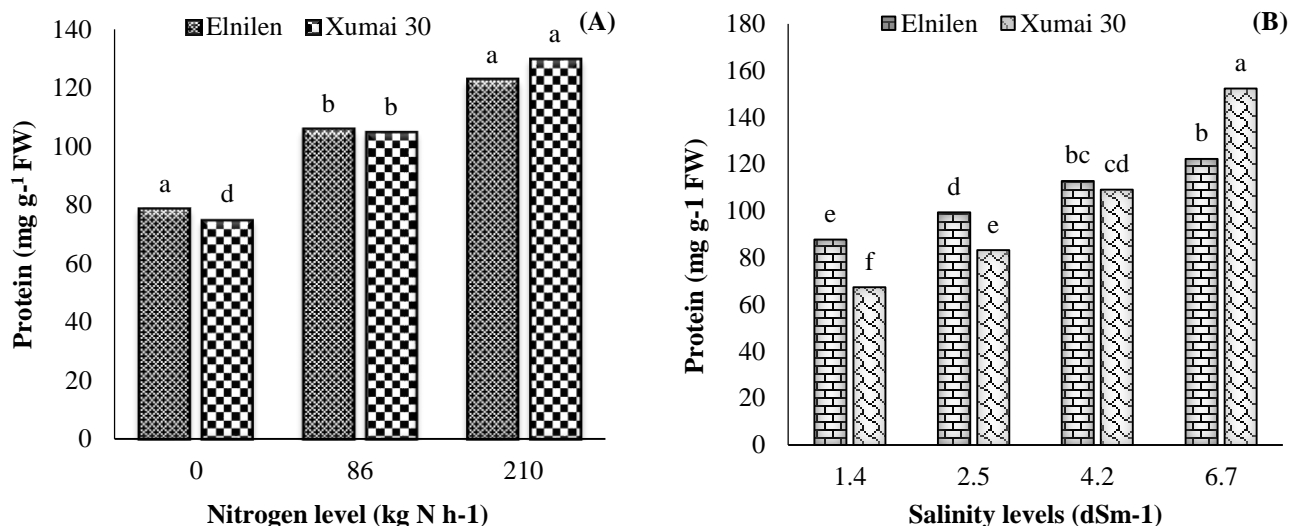 Elnilen Xumai 30 (A)
Protein (mg g-¹ FW)
140
120
100
80
60
40
20
0
a d b b a a
0 86 210
Nitrogen level (kg N h-1)
Elnilen Xumai 30 (B)
Protein (mg g-1 FW)
180
160
140
120
100
80
60
40
20
0
e f d e bc cd b a
1.4 2.5 4.2 6.7
Salinity levels (dSm-1)